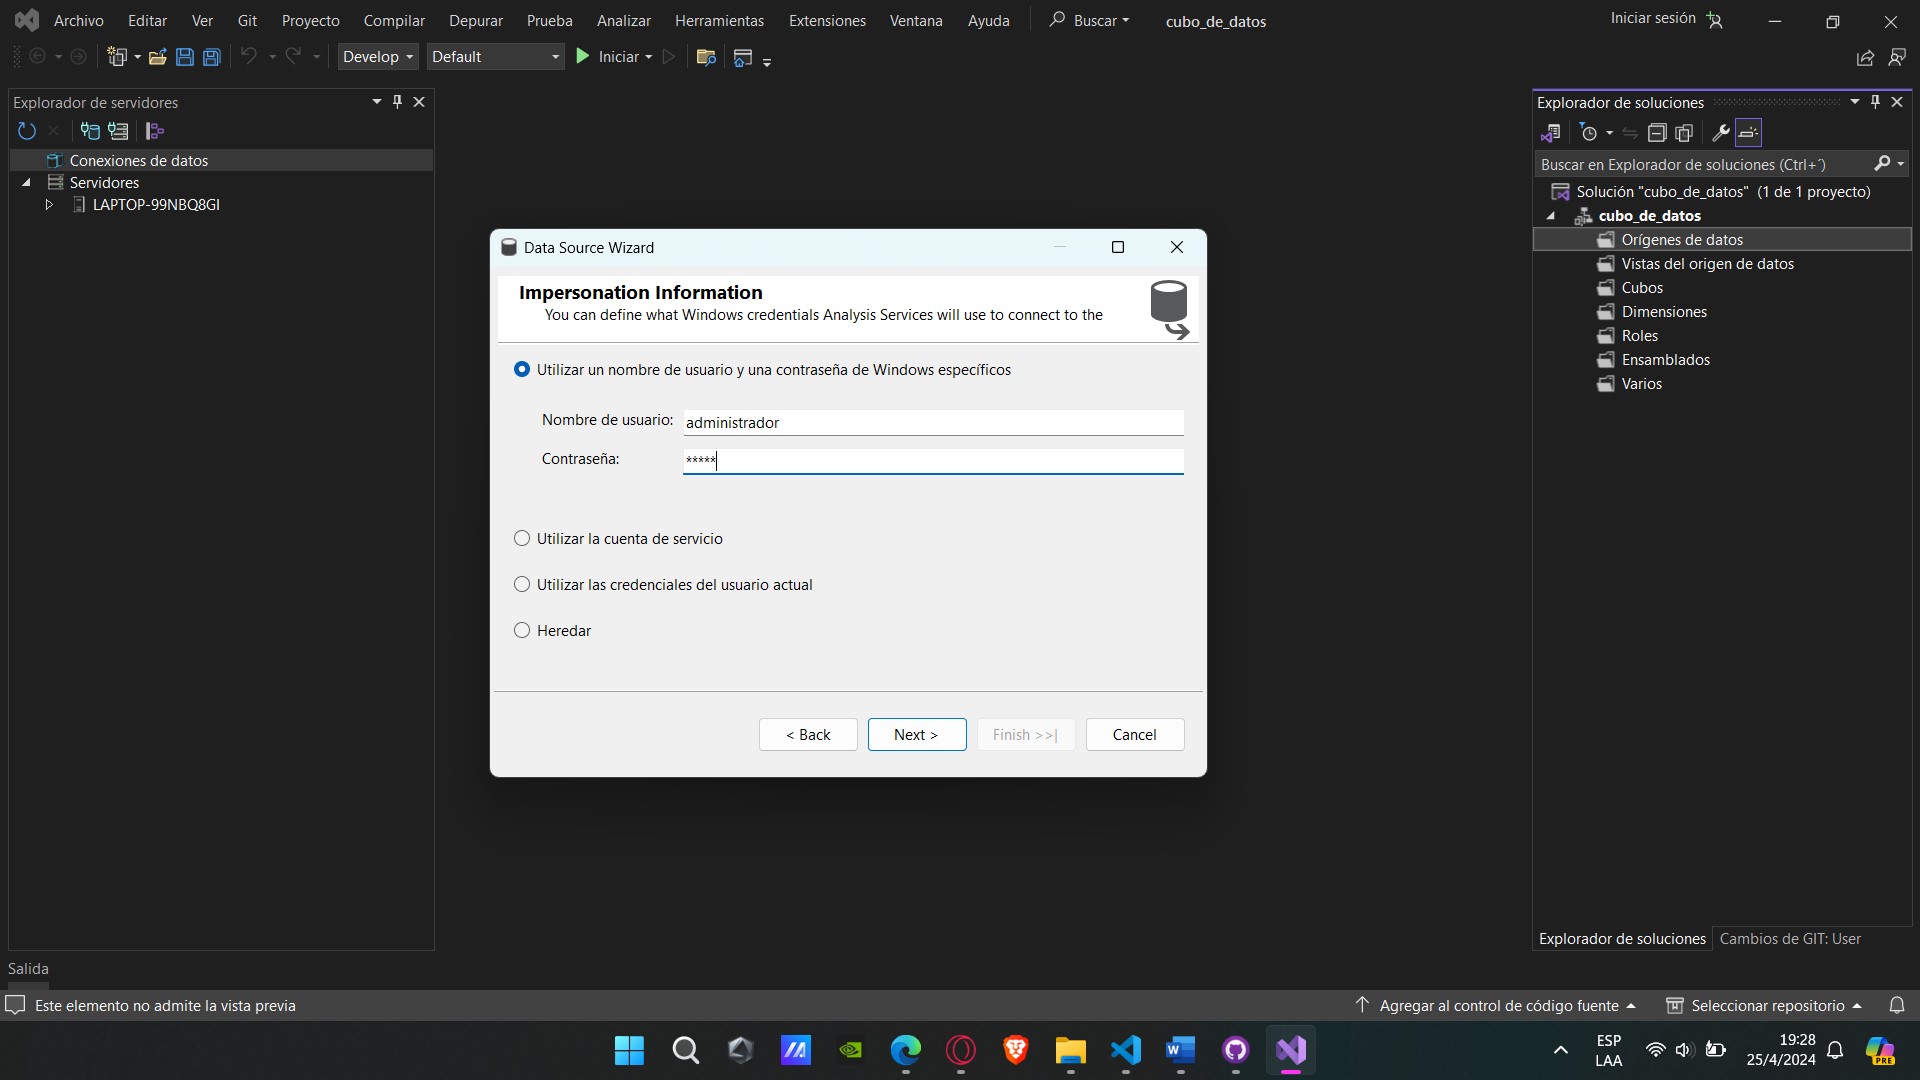 Archivo Editar Ver Git Proyecto Compilar Depurar Prueba Analizar Herramientas Extensiones Ventana Ayuda Buscar cubo_de_datos Iniciar sesión
Develop Default Iniciar
Explorador de servidores
Conexiones de datos
Servidores
LAPTOP-99NBQ8GI
Data Source Wizard
Impersonation Information
You can define what Windows credentials Analysis Services will use to connect to the
Utilizar un nombre de usuario y una contraseña de Windows específicos
Nombre de usuario: administrador
Contraseña: *****
Utilizar la cuenta de servicio
Utilizar las credenciales del usuario actual
Heredar
< Back Next > Finish >>| Cancel
Explorador de soluciones
Buscar en Explorador de soluciones (Ctrl+´)
Solución "cubo_de_datos" (1 de 1 proyecto)
cubo_de_datos
Orígenes de datos
Vistas del origen de datos
Cubos
Dimensiones
Roles
Ensamblados
Varios
Explorador de soluciones Cambios de GIT: User
Salida
Este elemento no admite la vista previa Agregar al control de código fuente Seleccionar repositorio
ESP
LAA
19:28
25/4/2024
PRE